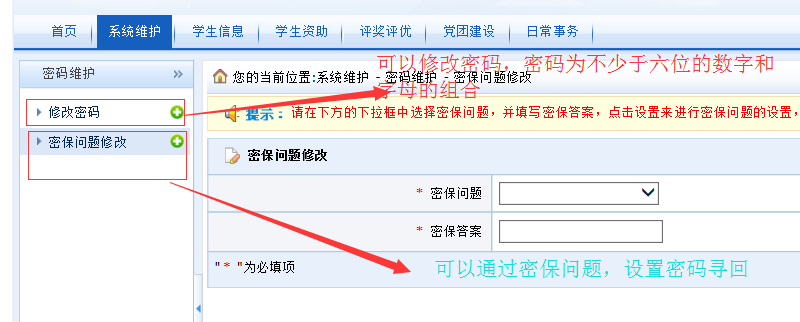 首页 系统维护 学生信息 学生资助 评奖评优 党团建设 日常事务
密码维护 »
您的当前位置:系统维护 - 密码维护 - 密保问题修改
可以修改密码，密码为不少于六位的数字和
字母的组合
修改密码
提示： 请在下方的下拉框中选择密保问题，并填写密保答案，点击设置来进行密保问题的设置，
密保问题修改
密保问题修改
* 密保问题
* 密保答案
"*"为必填项
可以通过密保问题，设置密码寻回